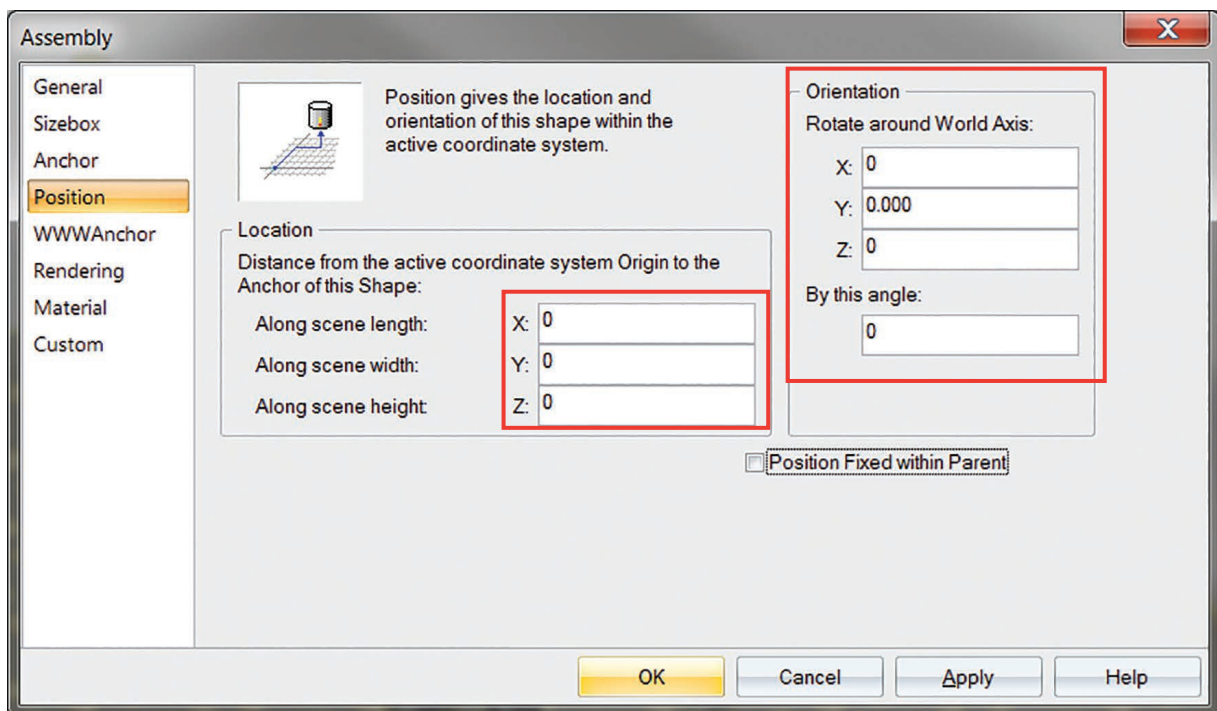 Assembly
General
Sizebox
Anchor
Position
WWWAnchor
Rendering
Material
Custom
Position gives the location and
orientation of this shape within the
active coordinate system.
Location
Distance from the active coordinate system Origin to the
Anchor of this Shape:
Along scene length: X: 0
Along scene width: Y: 0
Along scene height: Z: 0
Orientation
Rotate around World Axis:
X: 0
Y: 0.000
Z: 0
By this angle:
0
Position Fixed within Parent
OK Cancel Apply Help